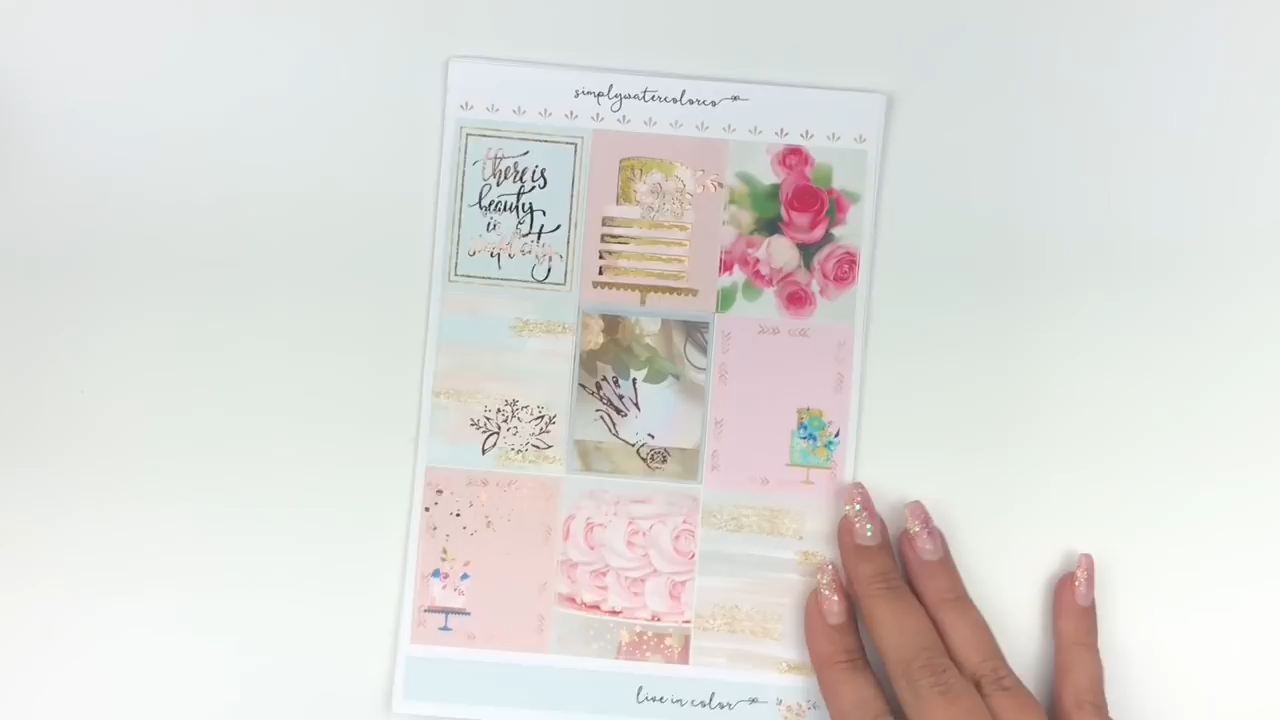 simplywatercolorco
there is
beauty
in
simplicity
live in color